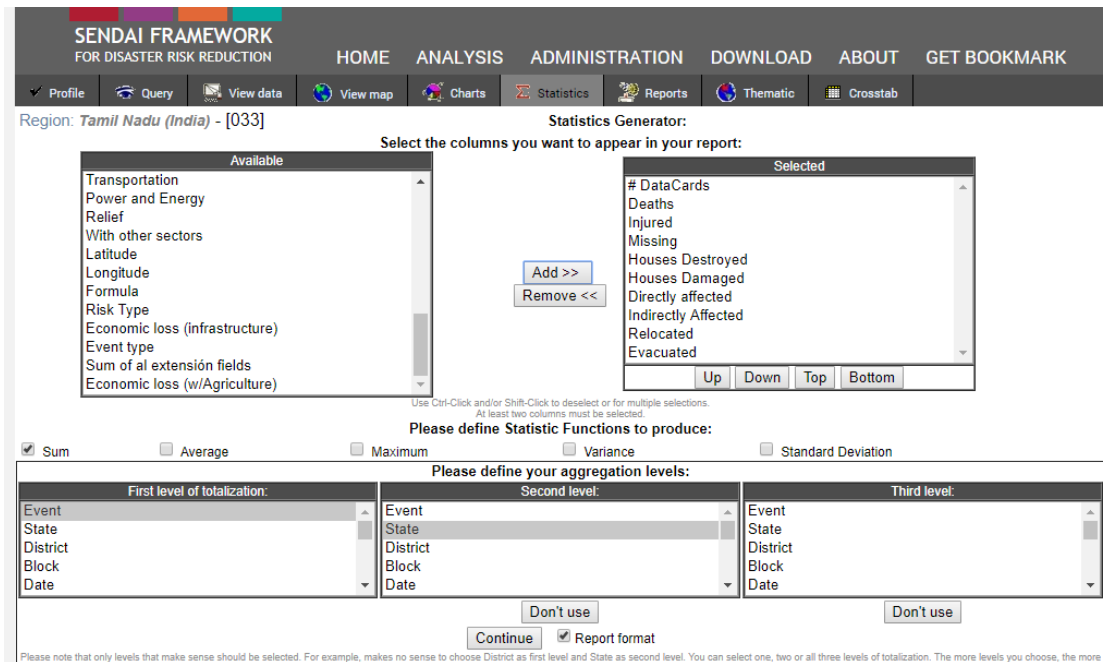 SENDAI FRAMEWORK
FOR DISASTER RISK REDUCTION
HOME ANALYSIS ADMINISTRATION DOWNLOAD ABOUT GET BOOKMARK
Profile Query View data View map Charts Statistics Reports Thematic Crosstab
Region: Tamil Nadu (India) - [033]
Statistics Generator:
Select the columns you want to appear in your report:
Available
Transportation
Power and Energy
Relief
With other sectors
Latitude
Longitude
Formula
Risk Type
Economic loss (infrastructure)
Event type
Sum of al extensión fields
Economic loss (w/Agriculture)
Add >>
Remove <<
Selected
# DataCards
Deaths
Injured
Missing
Houses Destroyed
Houses Damaged
Directly affected
Indirectly Affected
Relocated
Evacuated
Up Down Top Bottom
Use Ctrl-Click and/or Shift-Click to deselect or for multiple selections.
At least two columns must be selected.
Please define Statistic Functions to produce:
Sum Average Maximum Variance Standard Deviation
Please define your aggregation levels:
First level of totalization:
Event
State
District
Block
Date
Second level:
Event
State
District
Block
Date
Third level:
Event
State
District
Block
Date
Don't use Don't use
Continue Report format
Please note that only levels that make sense should be selected. For example, makes no sense to choose District as first level and State as second level. You can select one, two or all three levels of totalization. The more levels you choose, the more